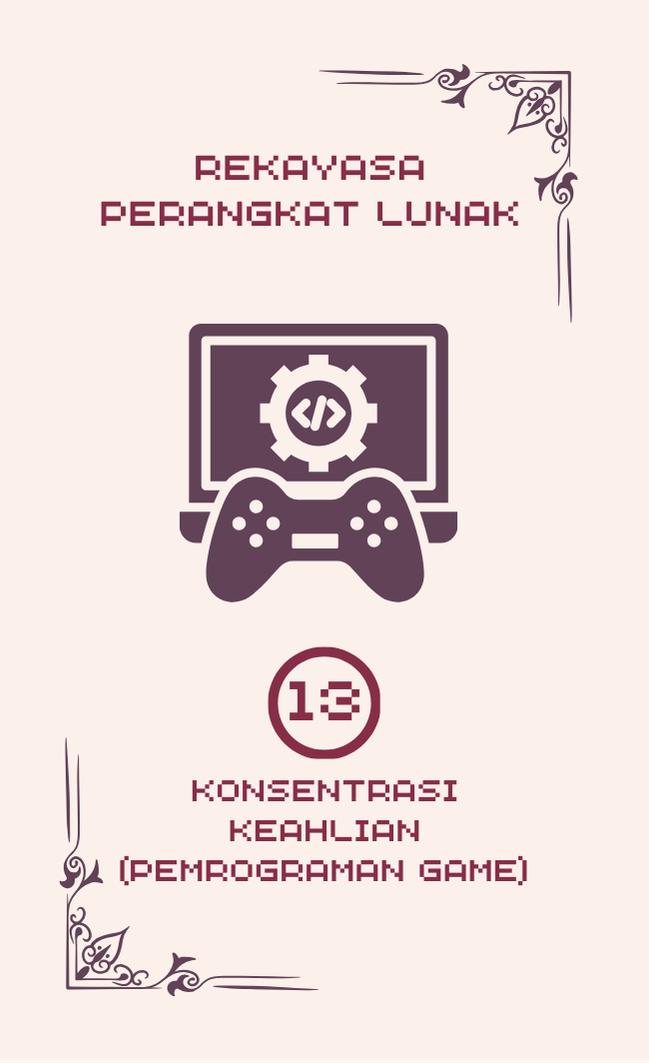 REKAYASA
PERANGKAT LUNAK
</>
13
KONSENTRASI
KEAHLIAN
(PEMROGRAMAN GAME)